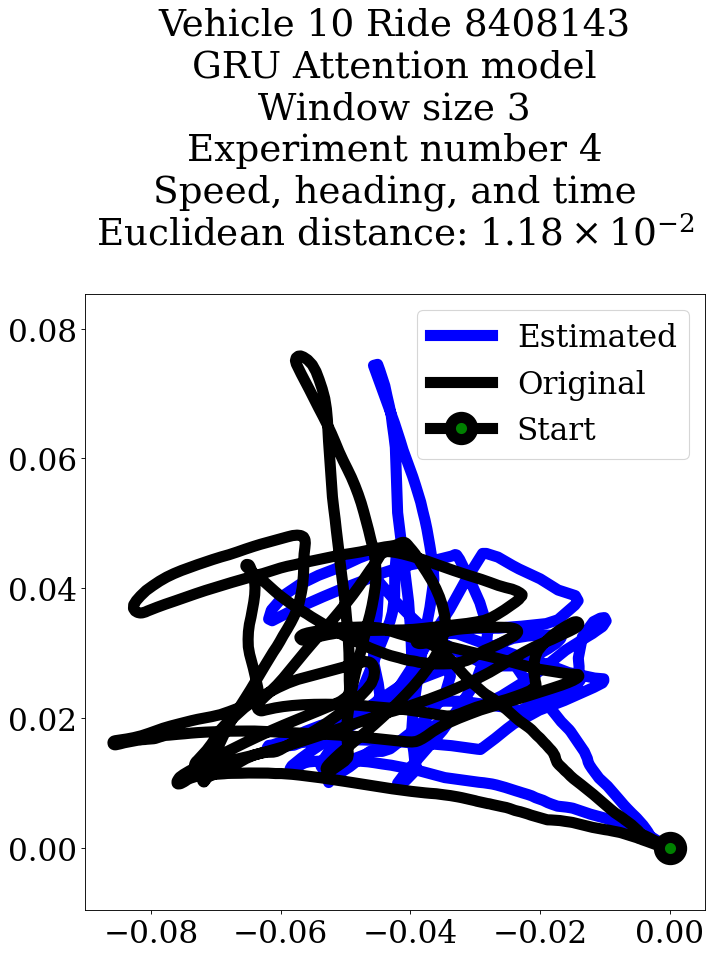 Vehicle 10 Ride 8408143
GRU Attention model
Window size 3
Experiment number 4
Speed, heading, and time
Euclidean distance: 1.18 × 10⁻²
Estimated
Original
Start
0.08
0.06
0.04
0.02
0.00
−0.08 −0.06 −0.04 −0.02 0.00